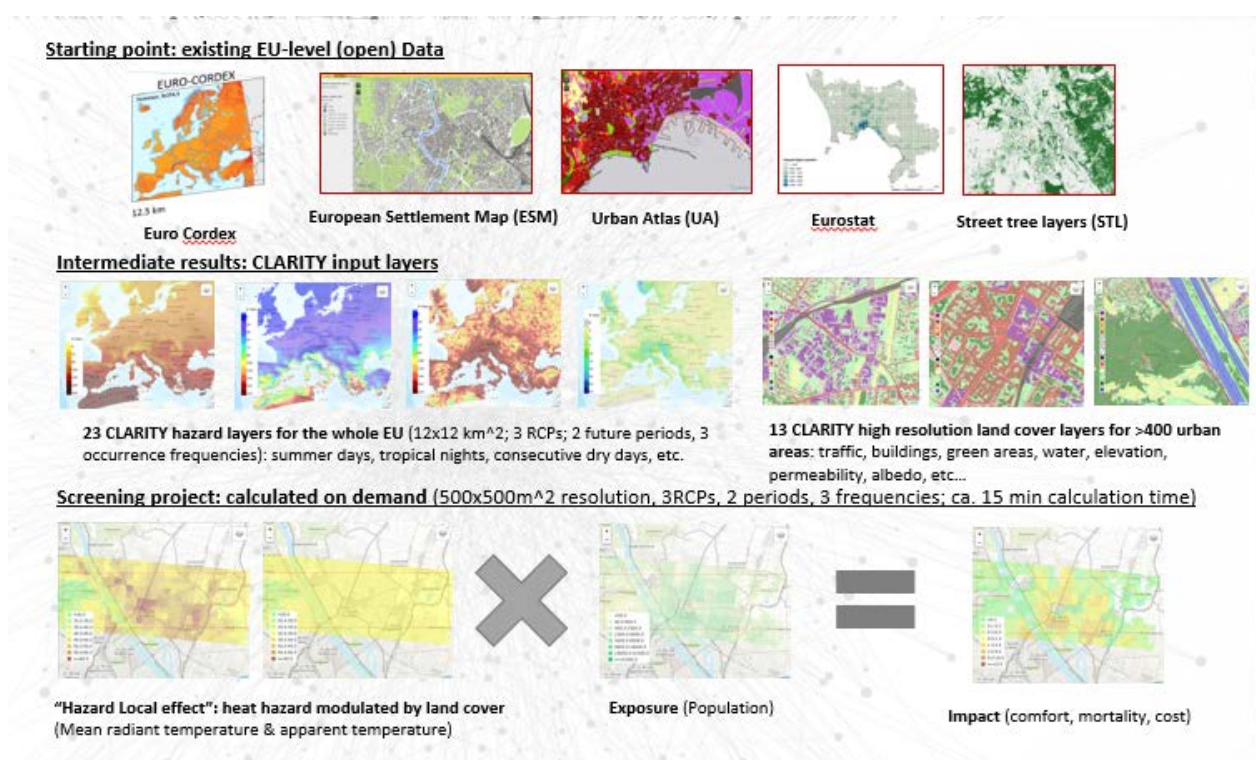 Starting point: existing EU-level (open) Data
EURO-CORDEX
12.5 km
Euro Cordex
European Settlement Map (ESM)
Urban Atlas (UA)
Eurostat
Street tree layers (STL)
Intermediate results: CLARITY input layers
23 CLARITY hazard layers for the whole EU (12x12 km^2; 3 RCPs; 2 future periods, 3
occurrence frequencies): summer days, tropical nights, consecutive dry days, etc.
13 CLARITY high resolution land cover layers for >400 urban
areas: traffic, buildings, green areas, water, elevation,
permeability, albedo, etc…
Screening project: calculated on demand (500x500m^2 resolution, 3RCPs, 2 periods, 3 frequencies; ca. 15 min calculation time)
“Hazard Local effect”: heat hazard modulated by land cover
(Mean radiant temperature & apparent temperature)
Exposure (Population)
Impact (comfort, mortality, cost)